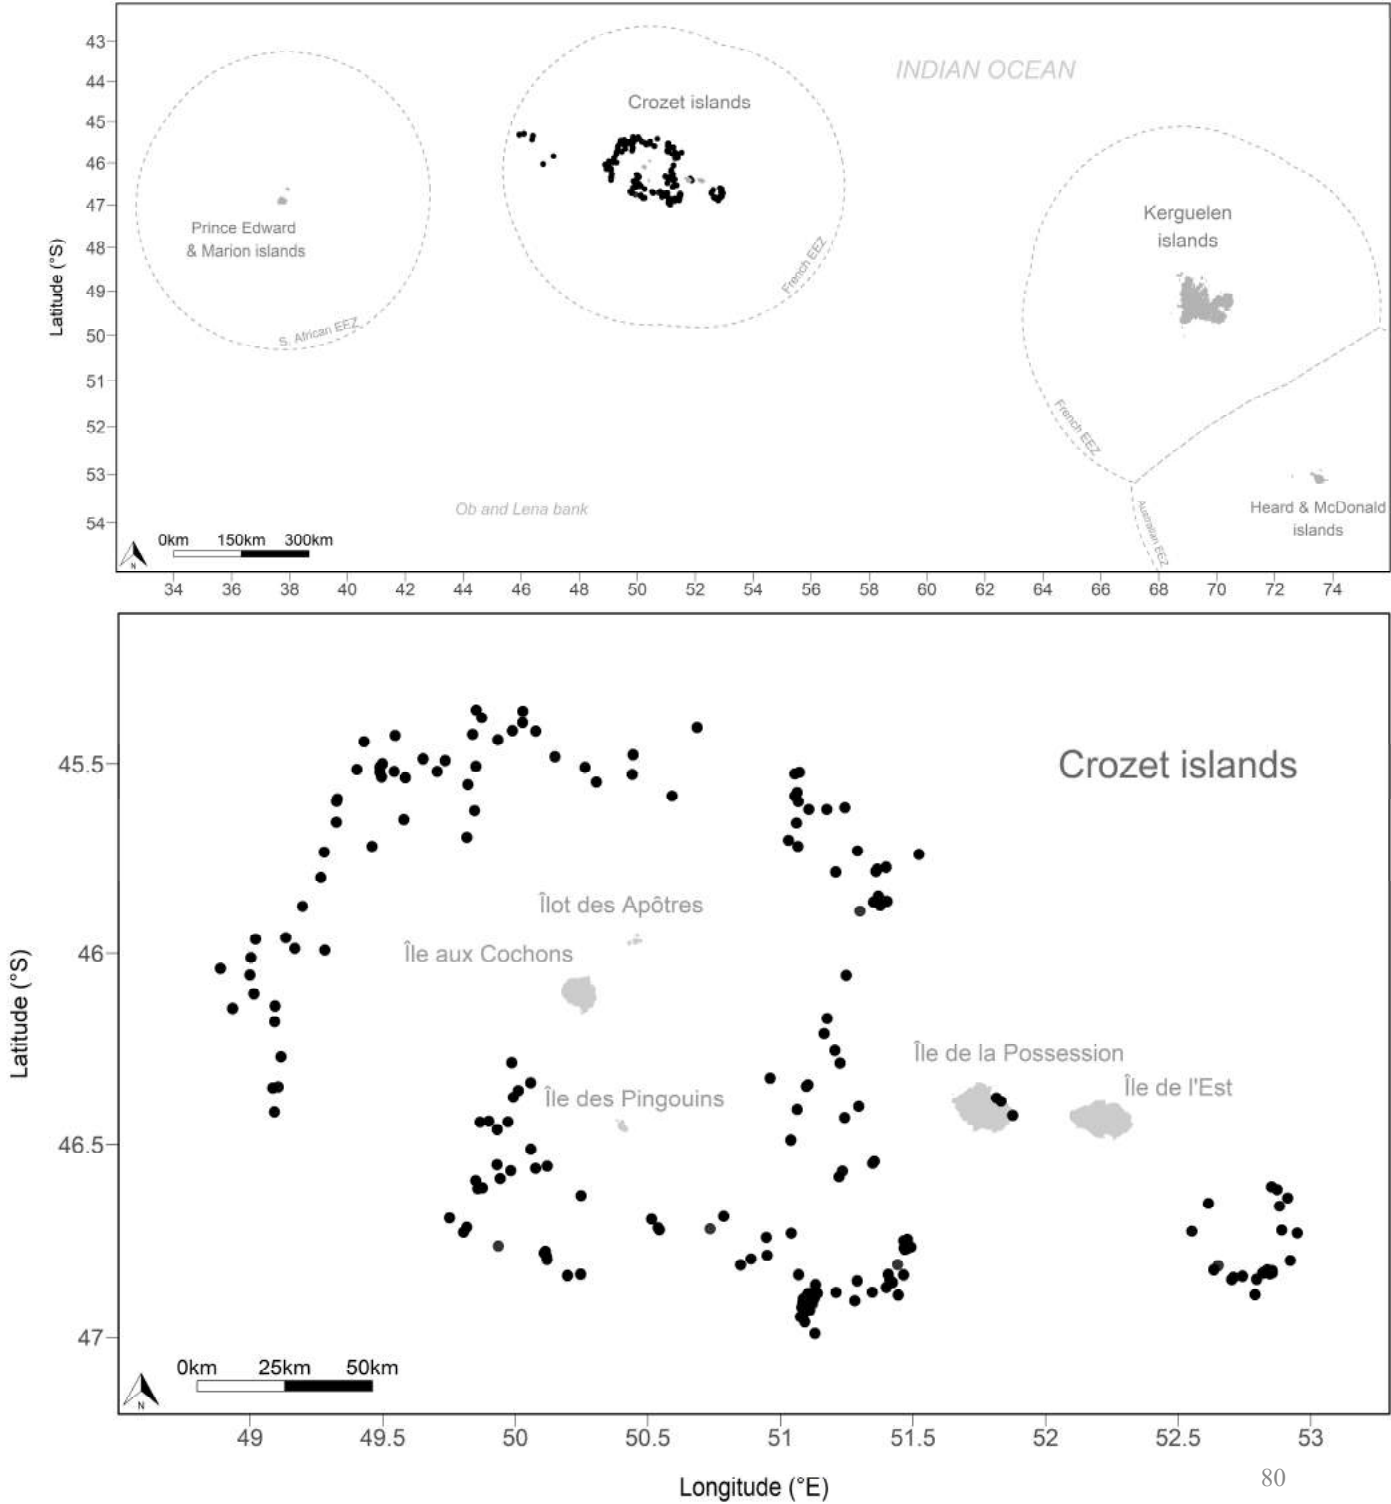 43
44
INDIAN OCEAN
Crozet islands
45
46
47
Prince Edward
& Marion islands
Kerguelen
islands
Latitude (°S)
48
French EEZ
49
50
S. African EEZ
51
52
French EEZ
53
Ob and Lena bank
Heard & McDonald
islands
54
Australian EEZ
0km 150km 300km
N
34 36 38 40 42 44 46 48 50 52 54 56 58 60 62 64 66 68 70 72 74
Crozet islands
45.5
Îlot des Apôtres
Île aux Cochons
46
Latitude (°S)
Île de la Possession
Île de l'Est
Île des Pingouins
46.5
47
0km 25km 50km
N
49 49.5 50 50.5 51 51.5 52 52.5 53
Longitude (°E)
80